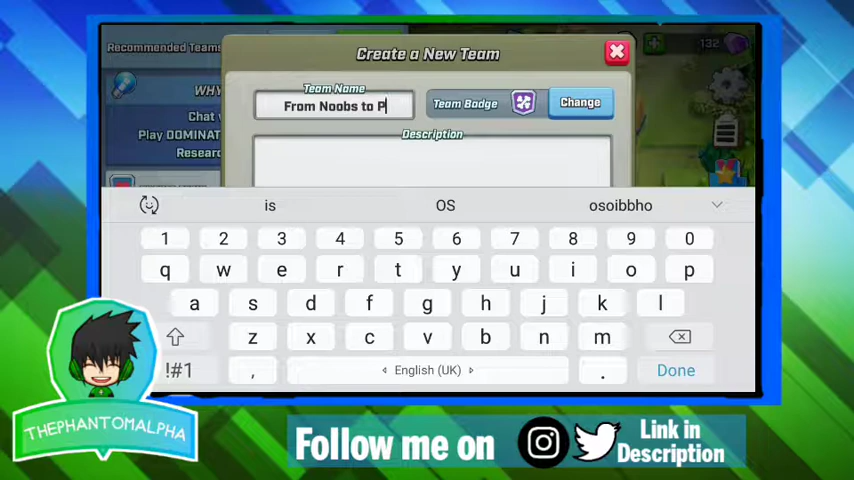 Recommended Teams
Create a New Team
132
WHY
Team Name
From Noobs to P
Team Badge
Change
Chat
Play DOMINAT
Resear
Description
is OS osoibbho
1 2 3 4 5 6 7 8 9 0
q w e r t y u i o p
a s d f g h j k l
z x c v b n m
!#1 , English (UK) . Done
THEPHANTOMALPHA
Follow me on
Link in
Description